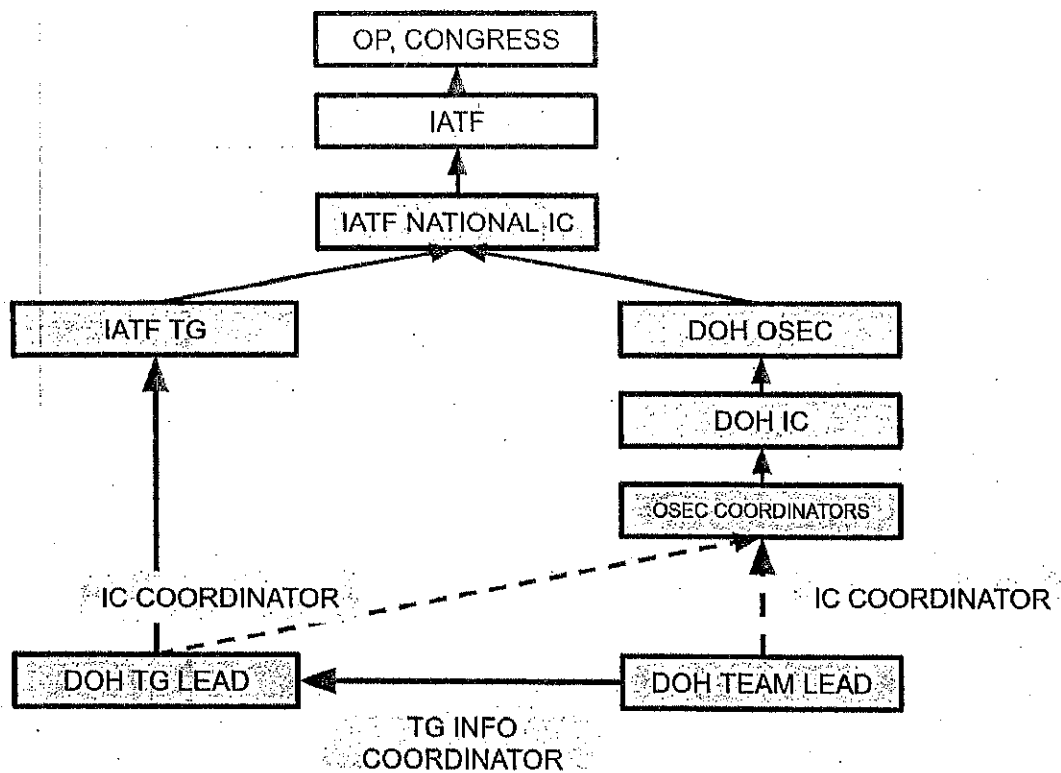 OP, CONGRESS
IATF
IATF NATIONAL IC
IATF TG
DOH OSEC
DOH IC
OSEC COORDINATORS
IC COORDINATOR
IC COORDINATOR
DOH TG LEAD
DOH TEAM LEAD
TG INFO
COORDINATOR